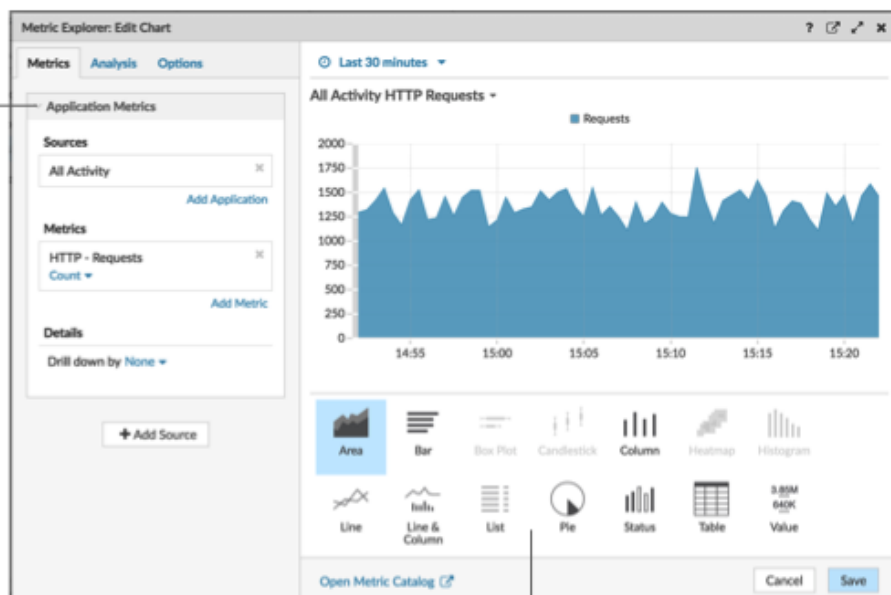 Metric Explorer: Edit Chart
?
Metrics Analysis Options
Application Metrics
Sources
All Activity
Add Application
Metrics
HTTP - Requests
Count
Add Metric
Details
Drill down by None
+ Add Source
Last 30 minutes
All Activity HTTP Requests
Requests
2000
1750
1500
1250
1000
750
500
250
0
14:55 15:00 15:05 15:10 15:15 15:20
Area Bar Box Plot Candlestick Column Heatmap Histogram
3.85M
640K
Line Line & Column List Pie Status Table Value
Open Metric Catalog
Cancel Save